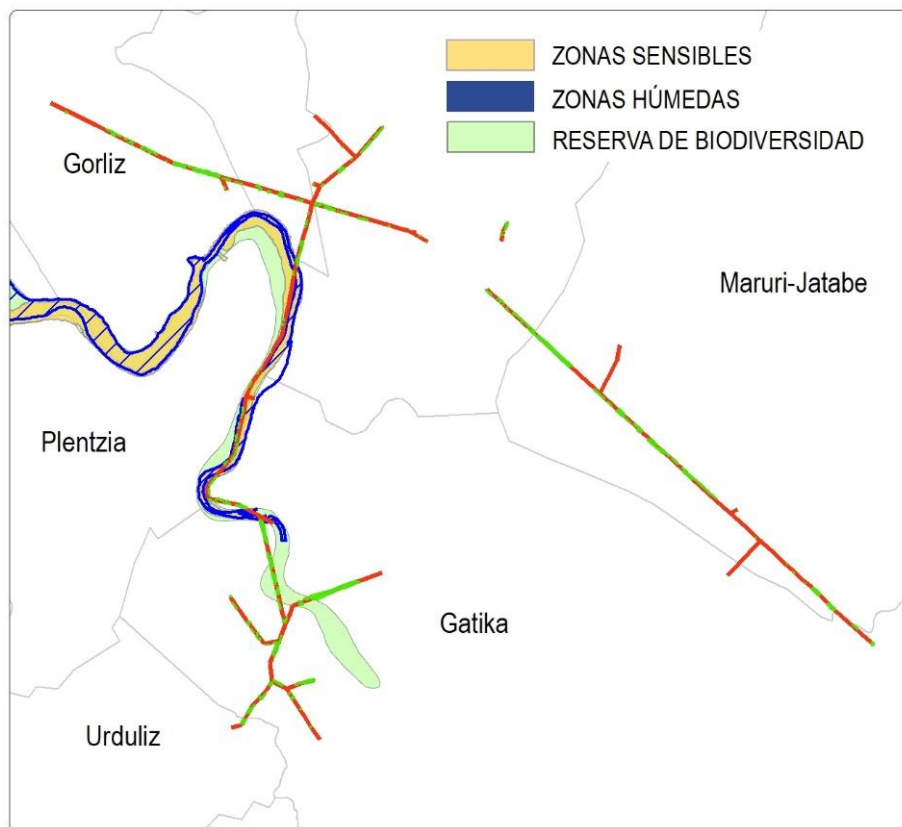 ZONAS SENSIBLES
ZONAS HÚMEDAS
RESERVA DE BIODIVERSIDAD
Gorliz
Maruri-Jatabe
Plentzia
Gatika
Urduliz